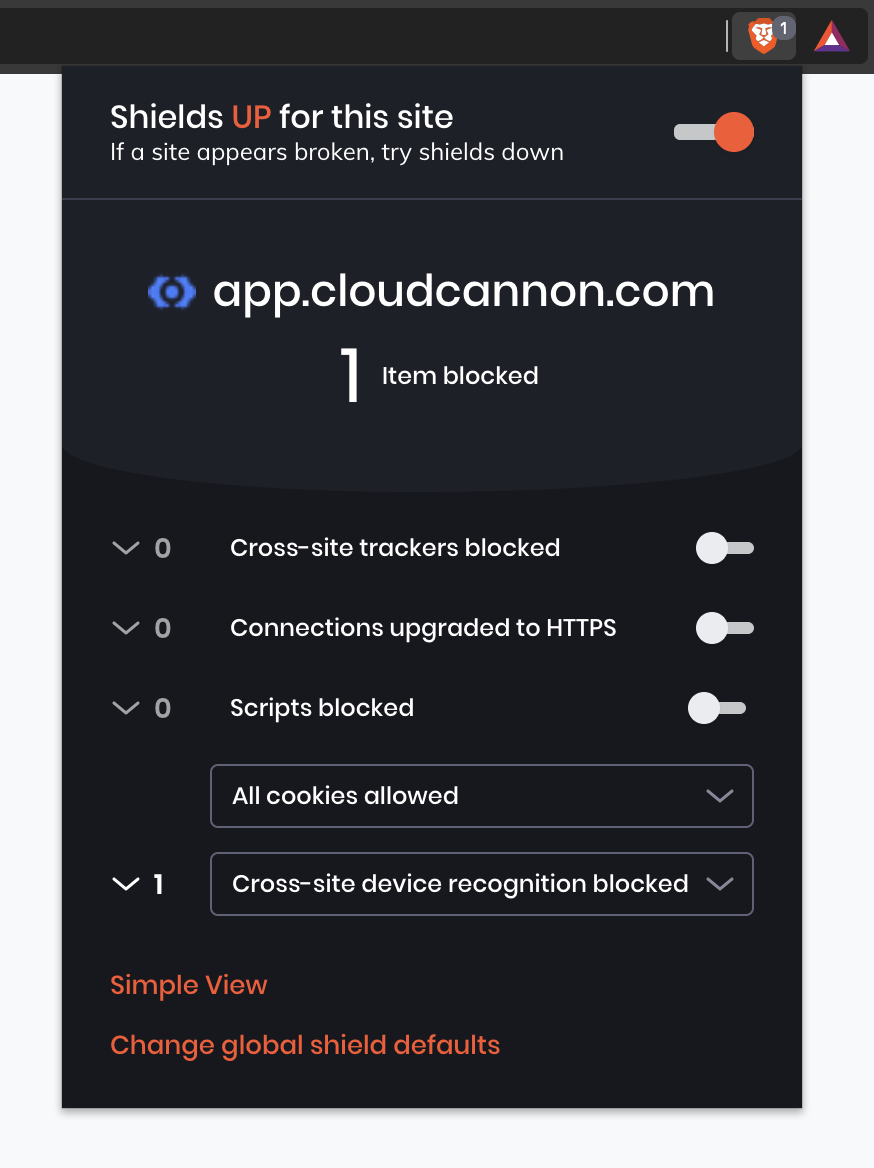 1
Shields UP for this site
If a site appears broken, try shields down
app.cloudcannon.com
1 Item blocked
0 Cross-site trackers blocked
0 Connections upgraded to HTTPS
0 Scripts blocked
All cookies allowed
1 Cross-site device recognition blocked
Simple View
Change global shield defaults